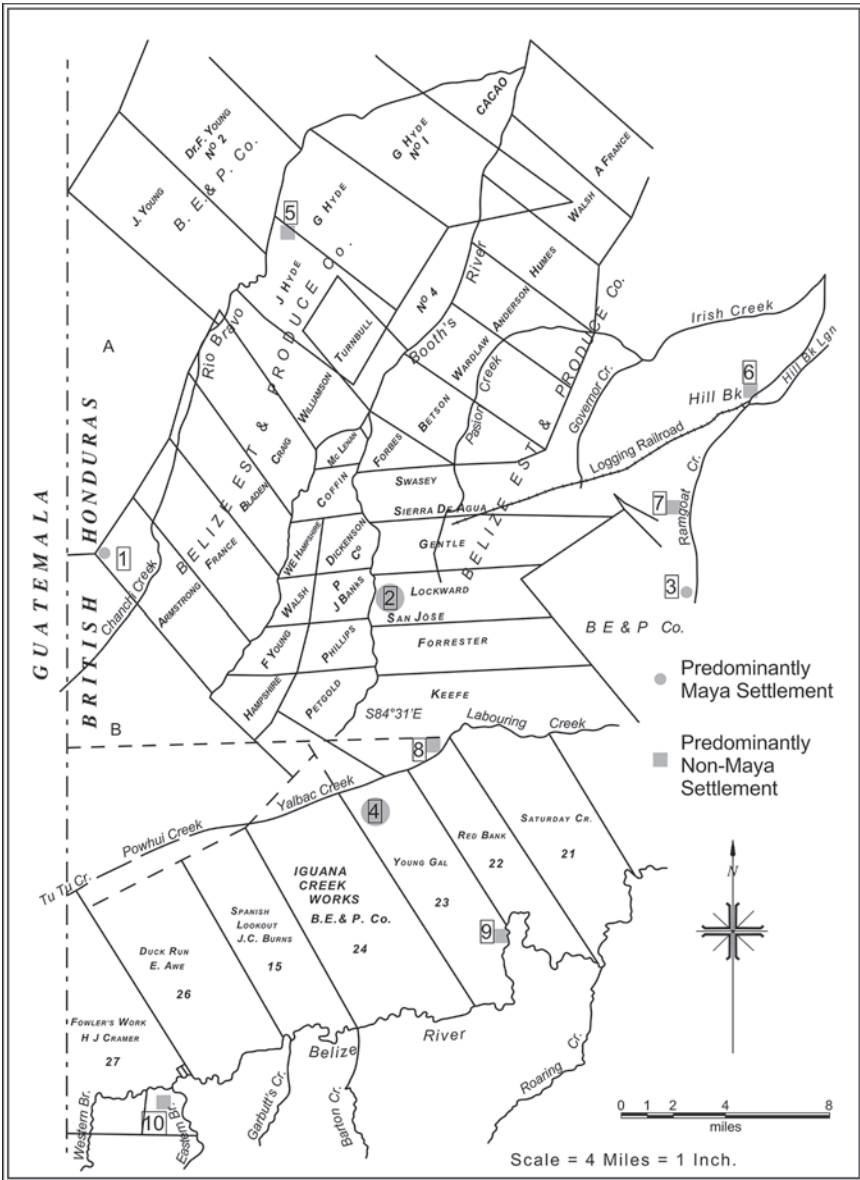 CACAO
Dr.F. YOUNG
Nº 2
G HYDE
Nº 1
A FRANCE
J. YOUNG
B. E. & P. Co.
WALSH
5
G HYDE
HUMES
J HYDE
Nº 4
River
ANDERSON
Booth's
WARDLAW
Rio Bravo
TURNBULL
Irish Creek
A
WILLIAMSON
BETSON
Pasion Creek
Governor Cr.
6
Hill Bk
Hill Bk Lgn
MC LENAN
FORBES
CRAIG
COFFIN
SWASEY
Logging Railroad
BLADEN
SIERRA DE AGUA
7
Ramgoat Cr.
GUATEMALA
BRITISH HONDURAS
BELIZE EST & PRODUCE Co.
BELIZE EST & PRODUCE Co.
WE HAMPSHIRE
DICKENSON
Co
GENTLE
1
FRANCE
Chanchi Creek
ARMSTRONG
WALSH
P
J BANKS
2
LOCKWARD
3
SAN JOSE
B E & P Co.
F YOUNG
PHILLIPS
FORRESTER
Predominantly
Maya Settlement
HAMPSHIRE
PETGOLD
KEEFE
S84°31'E
Labouring Creek
B
8
Predominantly
Non-Maya
Settlement
Yalbac Creek
4
Powhui Creek
Tu Tu Cr.
SATURDAY CR.
21
RED BANK
22
YOUNG GAL
23
IGUANA
CREEK
WORKS
B.E. & P. Co.
24
SPANISH
LOOKOUT
J.C. BURNS
15
DUCK RUN
E. AWE
26
N
9
FOWLER'S WORK
H J CRAMER
27
Belize River
Roaring Cr.
Garbutt's Cr.
Barton Cr.
Western Br.
10
Eastern Br.
0 1 2 4 8
miles
Scale = 4 Miles = 1 Inch.